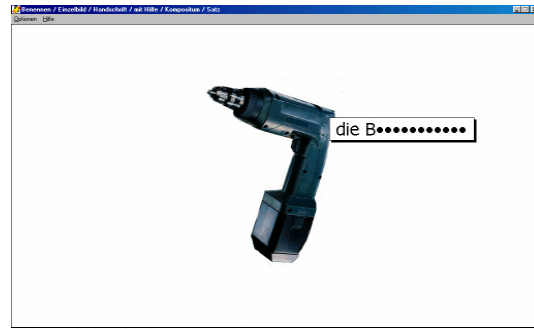 Benennen / Einzelbild / Handschrift / mit Hilfe / Kompositum / Satz
Optionen Hilfe
die B●●●●●●●●●●●